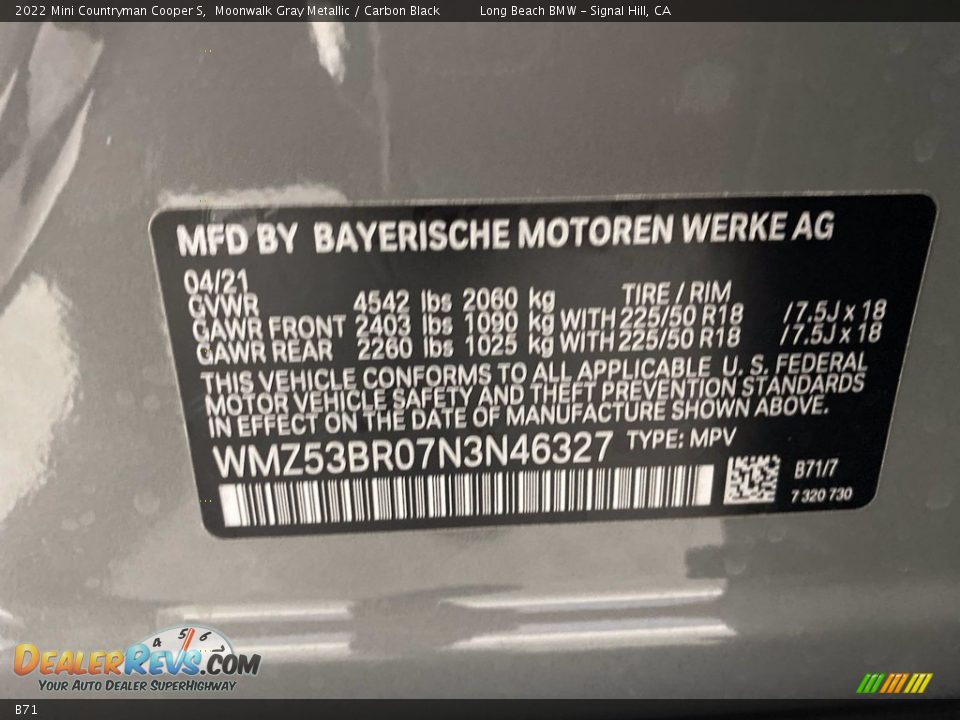 2022 Mini Countryman Cooper S, Moonwalk Gray Metallic / Carbon Black Long Beach BMW - Signal Hill, CA
MFD BY BAYERISCHE MOTOREN WERKE AG
04/21
GVWR 4542 lbs 2060 kg TIRE / RIM
GAWR FRONT 2403 lbs 1090 kg WITH 225/50 R18 /7.5J x 18
GAWR REAR 2260 lbs 1025 kg WITH 225/50 R18 /7.5J x 18
THIS VEHICLE CONFORMS TO ALL APPLICABLE U. S. FEDERAL
MOTOR VEHICLE SAFETY AND THEFT PREVENTION STANDARDS
IN EFFECT ON THE DATE OF MANUFACTURE SHOWN ABOVE.
WMZ53BR07N3N46327 TYPE: MPV
B71/7
7 320 730
4 5 6
DEALERREVS.COM
YOUR AUTO DEALER SUPERHIGHWAY
B71